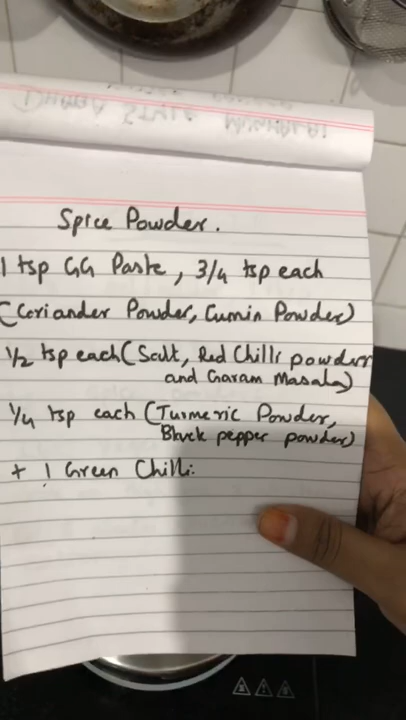 Spice Powder.
1 tsp GG Paste, 3/4 tsp each
(Coriander Powder, Cumin Powder)
1/2 tsp each (Salt, Red Chilli powder
and Garam Masala)
1/4 tsp each (Turmeric Powder,
Black pepper powder)
+ 1 Green Chilli